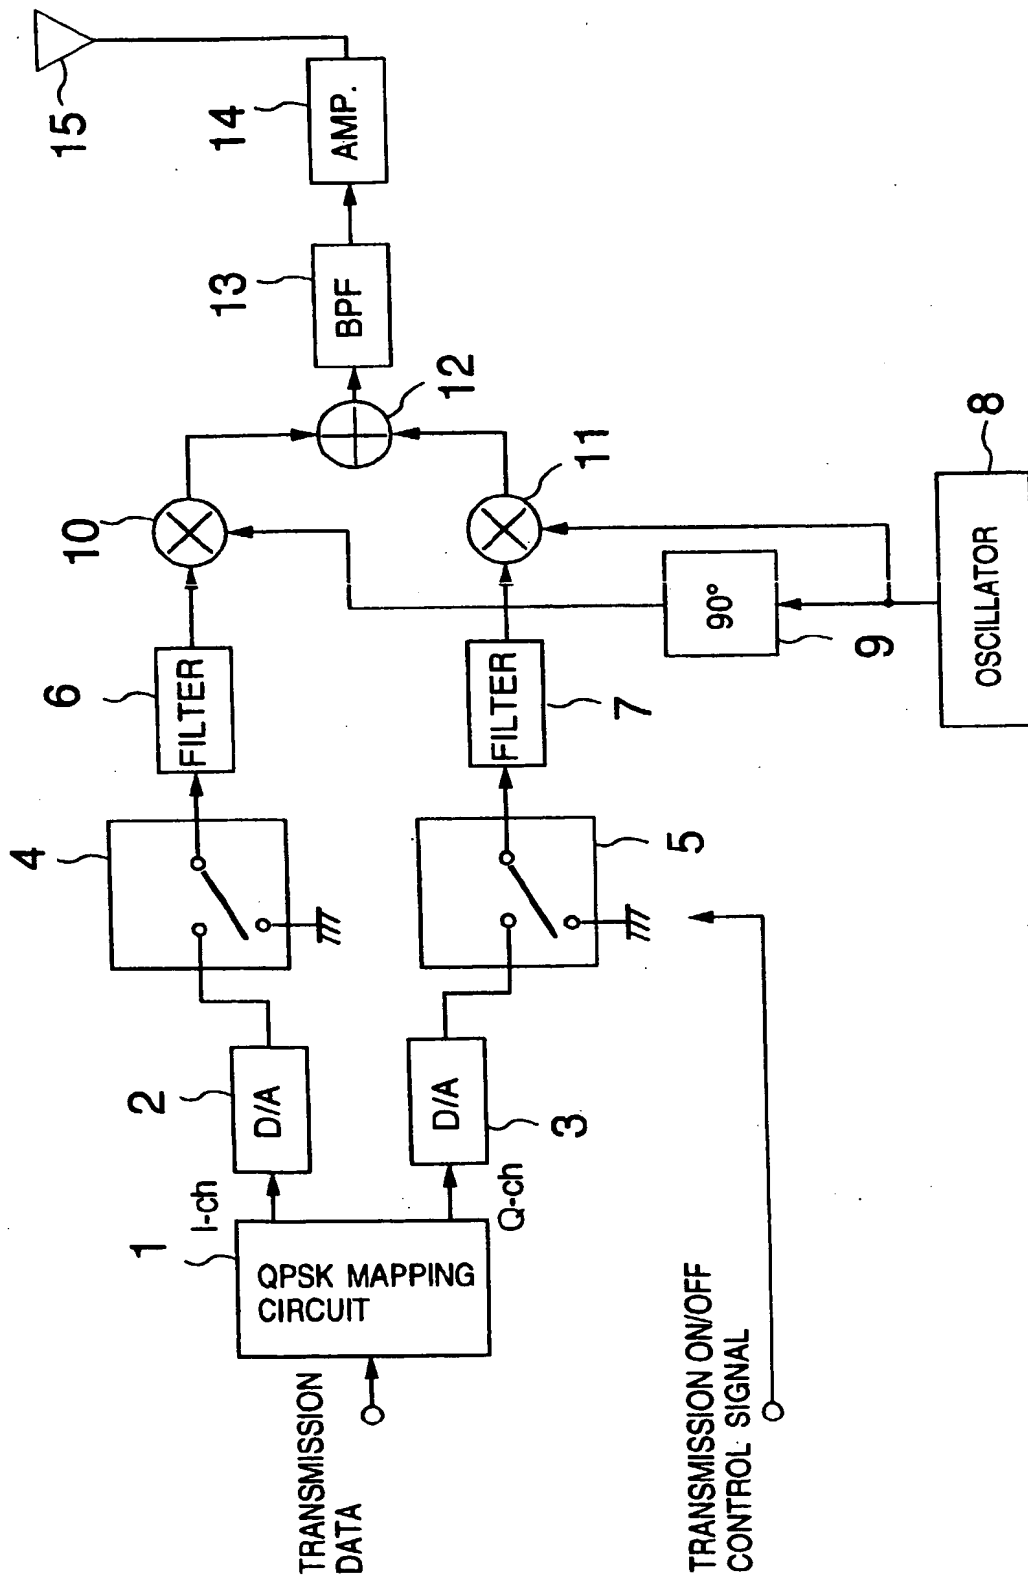 TRANSMISSION
DATA
1
QPSK MAPPING
CIRCUIT
I-ch
Q-ch
2
D/A
3
D/A
4
5
6
FILTER
7
FILTER
10
11
12
13
BPF
14
AMP.
15
9
90°
8
OSCILLATOR
TRANSMISSION ON/OFF
CONTROL SIGNAL